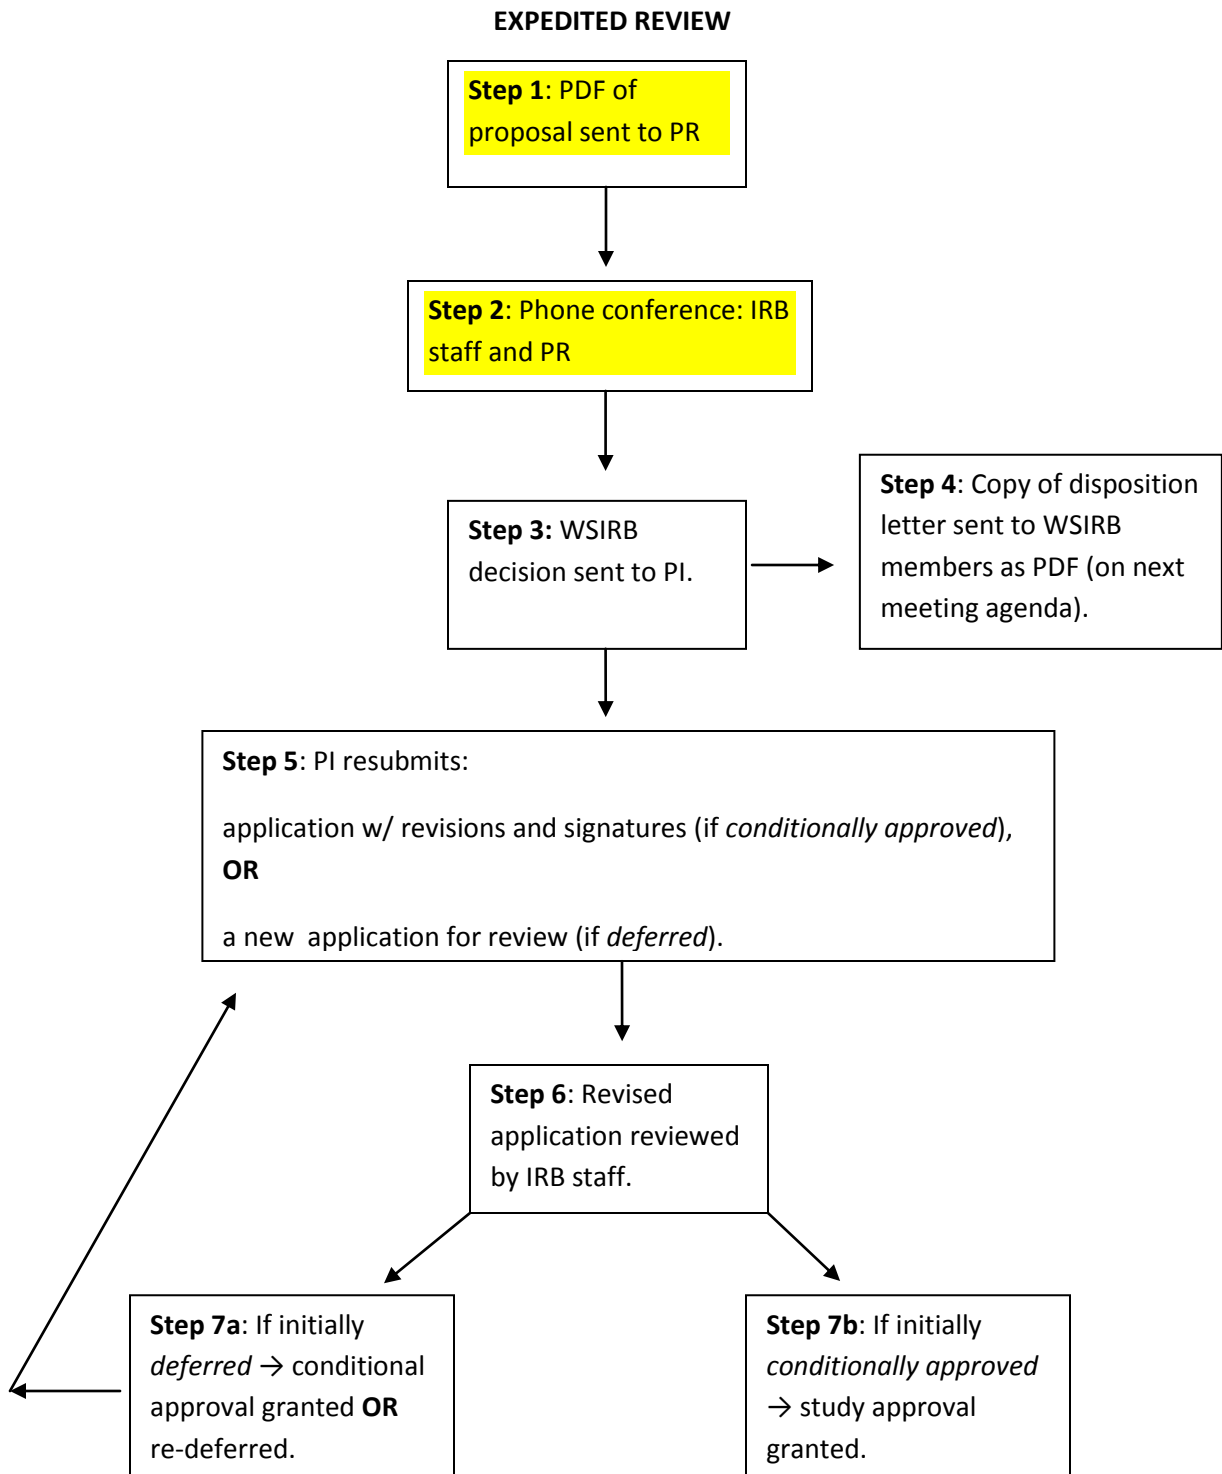 EXPEDITED REVIEW
Step 1: PDF of
proposal sent to PR
Step 2: Phone conference: IRB
staff and PR
Step 3: WSIRB
decision sent to PI.
Step 4: Copy of disposition
letter sent to WSIRB
members as PDF (on next
meeting agenda).
Step 5: PI resubmits:
application w/ revisions and signatures (if conditionally approved),
OR
a new  application for review (if deferred).
Step 6: Revised
application reviewed
by IRB staff.
Step 7a: If initially
deferred → conditional
approval granted OR
re-deferred.
Step 7b: If initially
conditionally approved
→ study approval
granted.